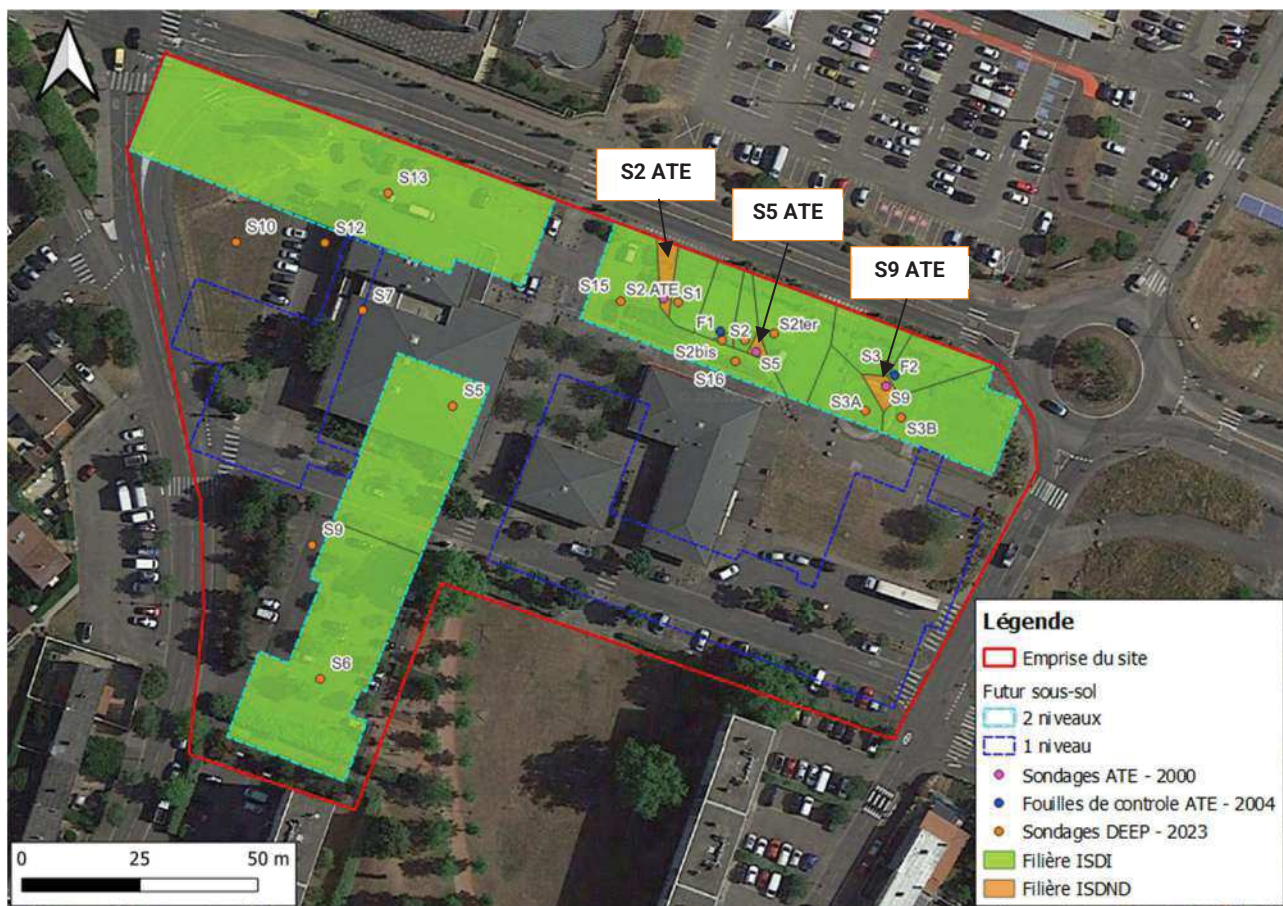 S2 ATE
S5 ATE
S9 ATE
S13
S10
S12
S7
S15
S2 ATE
S1
F1
S2
S2ter
S2bis
S5
S16
S3
F2
S9
S3A
S3B
S5
S9
S6
0 25 50 m
Légende
Emprise du site
Futur sous-sol
2 niveaux
1 niveau
Sondages ATE - 2000
Fouilles de controle ATE - 2004
Sondages DEEP - 2023
Filière ISDI
Filière ISDND